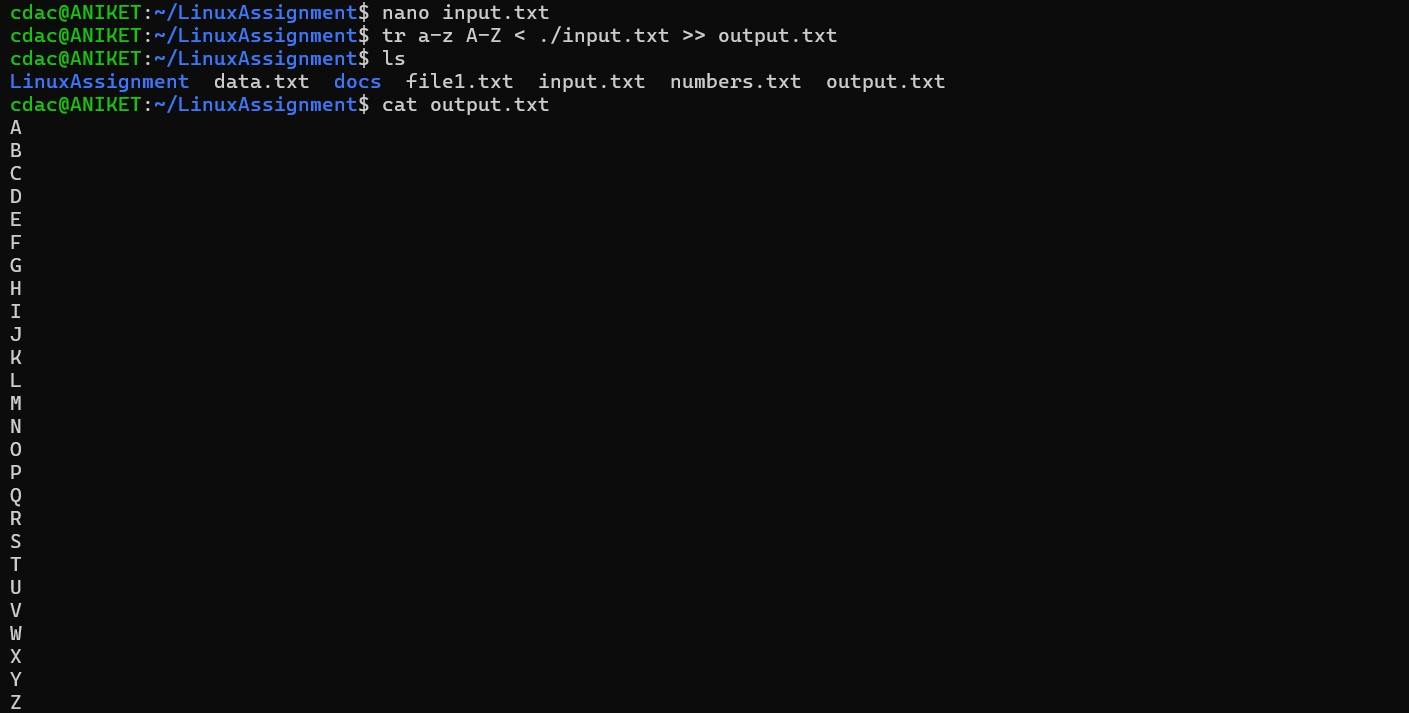 cdac@ANIKET:~/LinuxAssignment$ nano input.txt
cdac@ANIKET:~/LinuxAssignment$ tr a-z A-Z < ./input.txt >> output.txt
cdac@ANIKET:~/LinuxAssignment$ ls
LinuxAssignment  data.txt  docs  file1.txt  input.txt  numbers.txt  output.txt
cdac@ANIKET:~/LinuxAssignment$ cat output.txt
A
B
C
D
E
F
G
H
I
J
K
L
M
N
O
P
Q
R
S
T
U
V
W
X
Y
Z